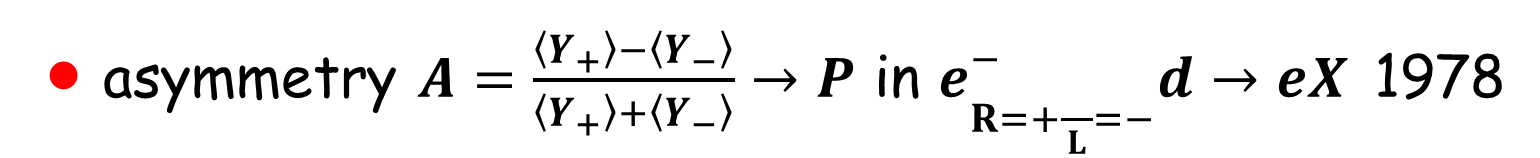 • asymmetry A = (⟨Y₊⟩−⟨Y₋⟩)/(⟨Y₊⟩+⟨Y₋⟩) → P in e⁻_{R=+/L=−} d → eX 1978